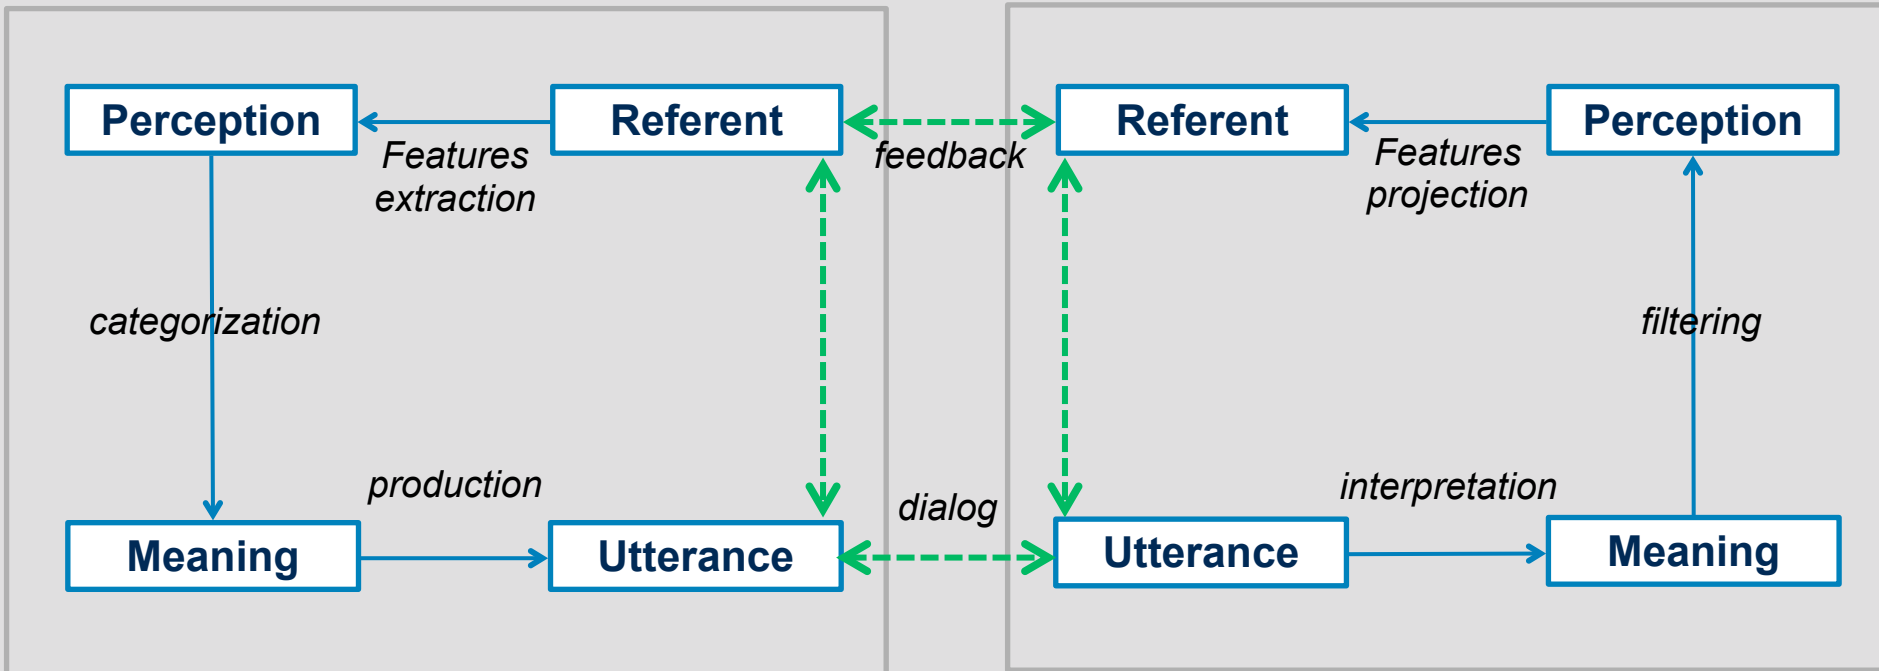 Perception
Referent
Referent
Perception
Features
extraction
feedback
Features
projection
categorization
filtering
production
dialog
interpretation
Meaning
Utterance
Utterance
Meaning